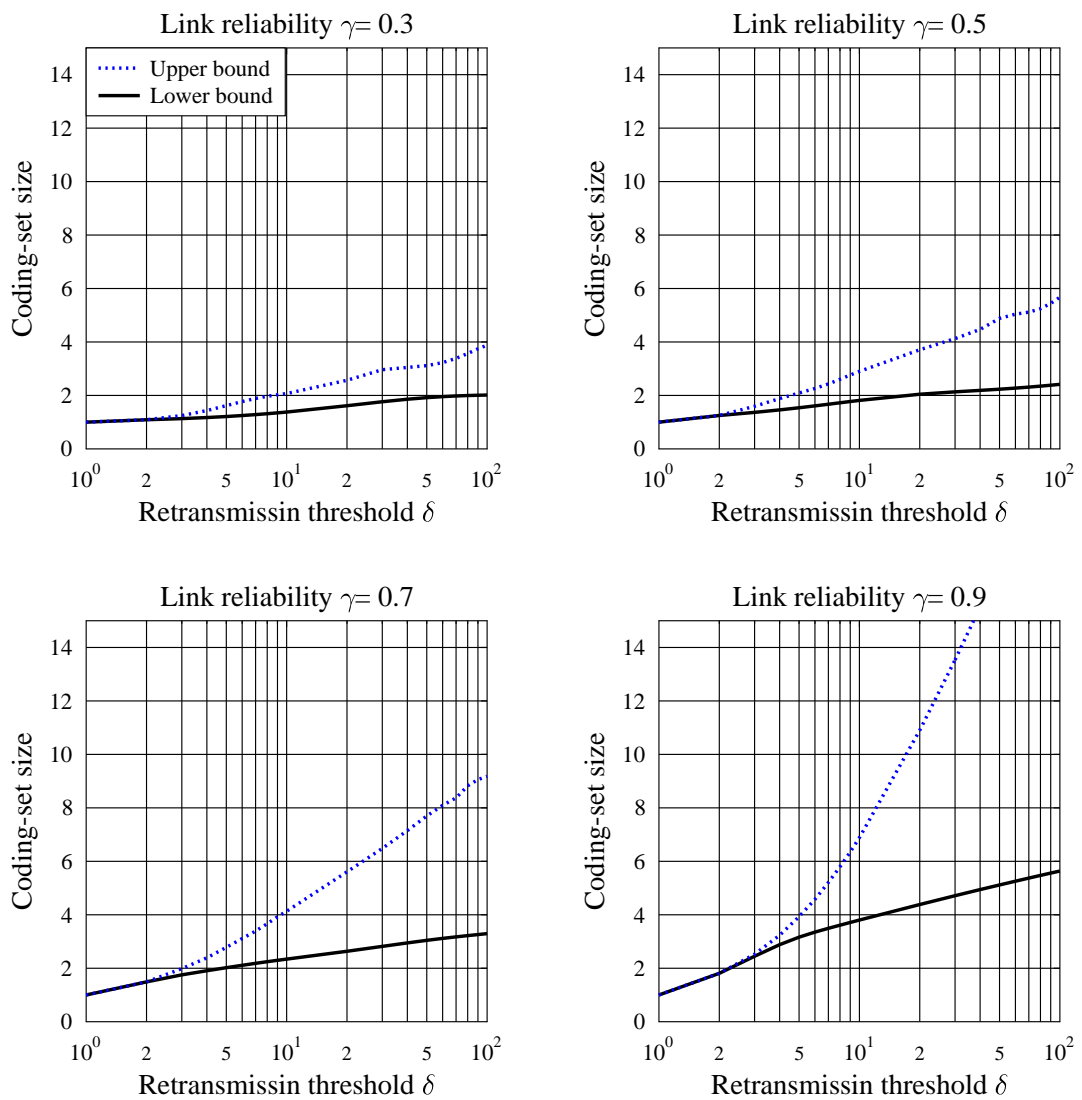 Link reliability γ= 0.3
Upper bound
Lower bound
14
12
10
8
6
4
2
0
Coding-set size
10^0 2 5 10^1 2 5 10^2
Retransmissin threshold δ
Link reliability γ= 0.5
14
12
10
8
6
4
2
0
Coding-set size
10^0 2 5 10^1 2 5 10^2
Retransmissin threshold δ
Link reliability γ= 0.7
14
12
10
8
6
4
2
0
Coding-set size
10^0 2 5 10^1 2 5 10^2
Retransmissin threshold δ
Link reliability γ= 0.9
14
12
10
8
6
4
2
0
Coding-set size
10^0 2 5 10^1 2 5 10^2
Retransmissin threshold δ